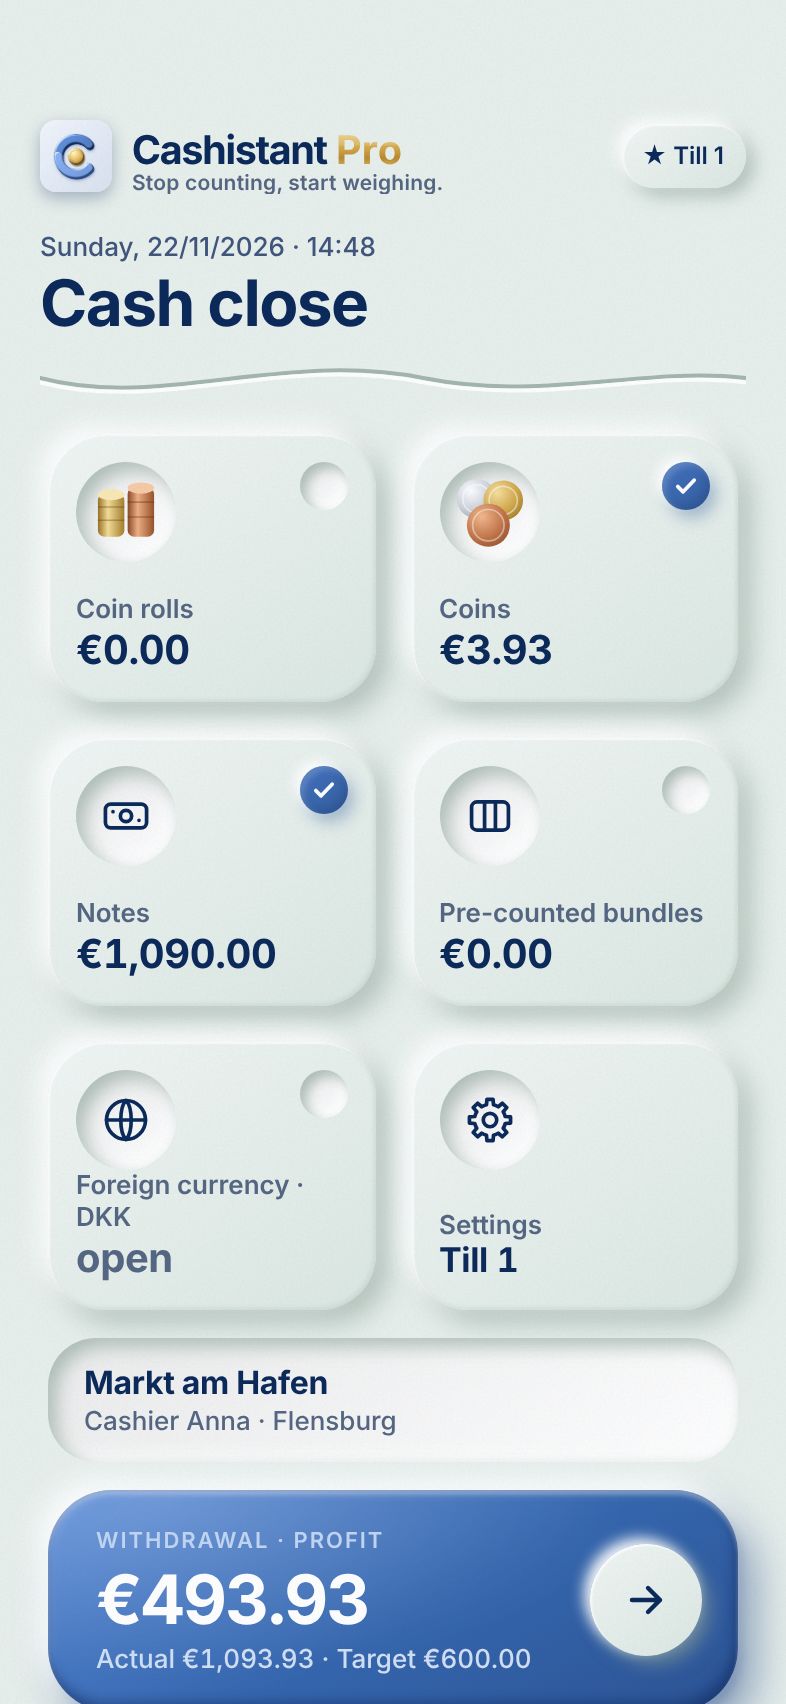 Cashistant Pro
Stop counting, start weighing.
★ Till 1
Sunday, 22/11/2026 · 14:48
Cash close
Coin rolls
€0.00
Coins
€3.93
Notes
€1,090.00
Pre-counted bundles
€0.00
Foreign currency ·
DKK
open
Settings
Till 1
Markt am Hafen
Cashier Anna · Flensburg
WITHDRAWAL · PROFIT
€493.93
Actual €1,093.93 · Target €600.00